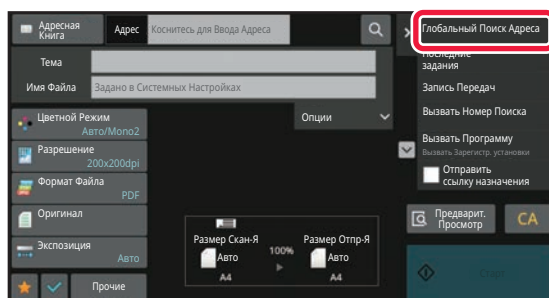 Адресная
Книга
Адрес
Коснитесь для Ввода Адреса
Тема
Имя Файла
Задано в Системных Настройках
Цветной Режим
Авто/Mono2
Опции
Разрешение
200x200dpi
Формат Файла
PDF
Оригинал
Экспозиция
Авто
Прочие
Размер Скан-Я
Авто
A4
100%
Размер Отпр-Я
Авто
A4
Глобальный Поиск Адреса
Последние
задания
Запись Передач
Вызвать Номер Поиска
Вызвать Программу
Вызвать Зарегистр. установки
Отправить
ссылку назначения
Предварит.
Просмотр
CA
Старт